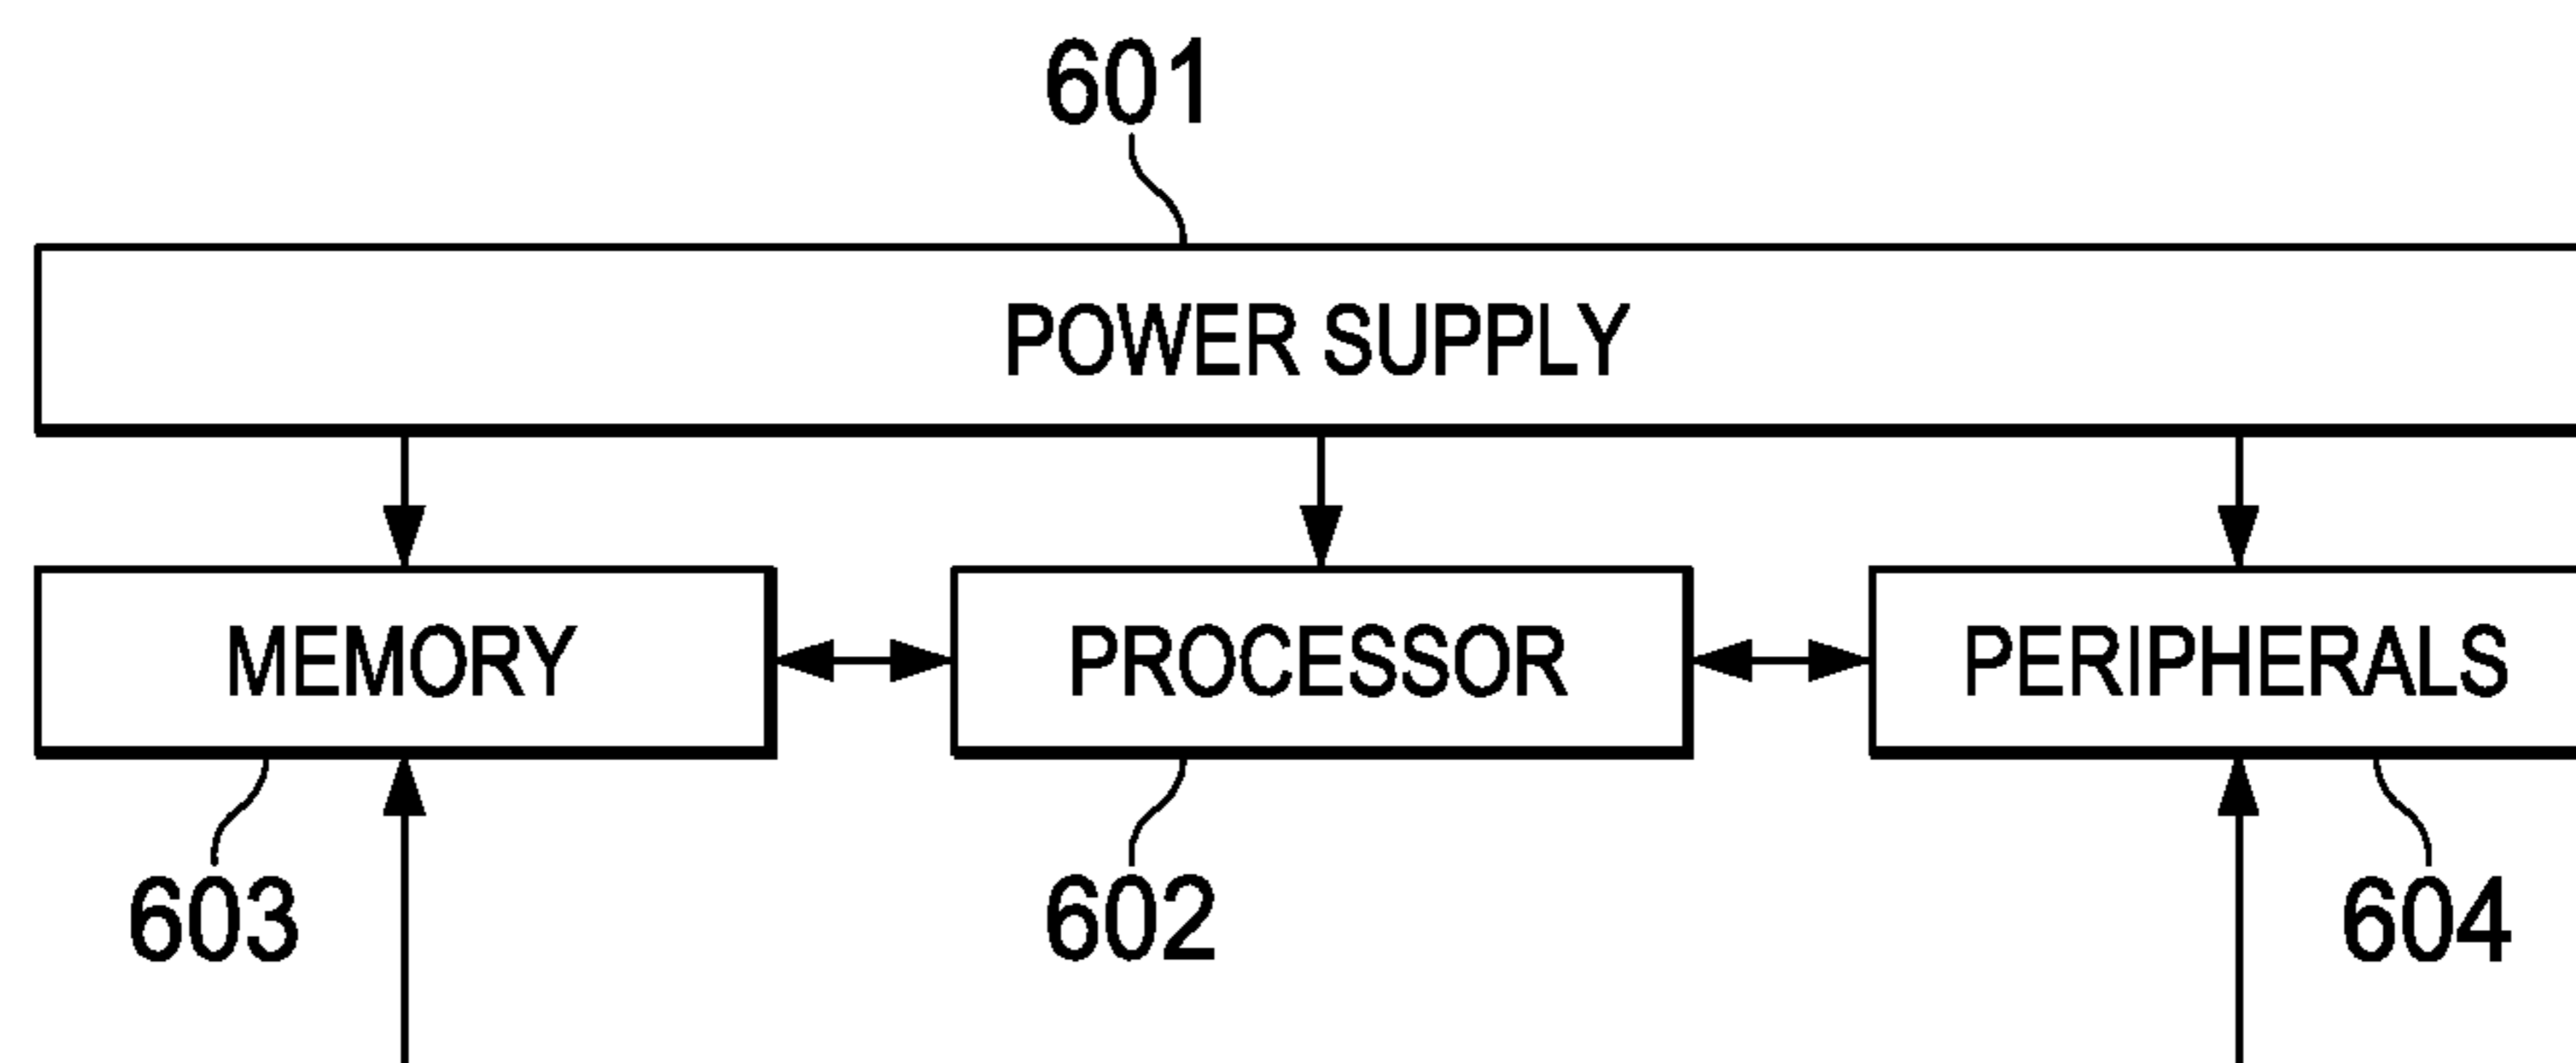 601
POWER SUPPLY
MEMORY
PROCESSOR
PERIPHERALS
603
602
604